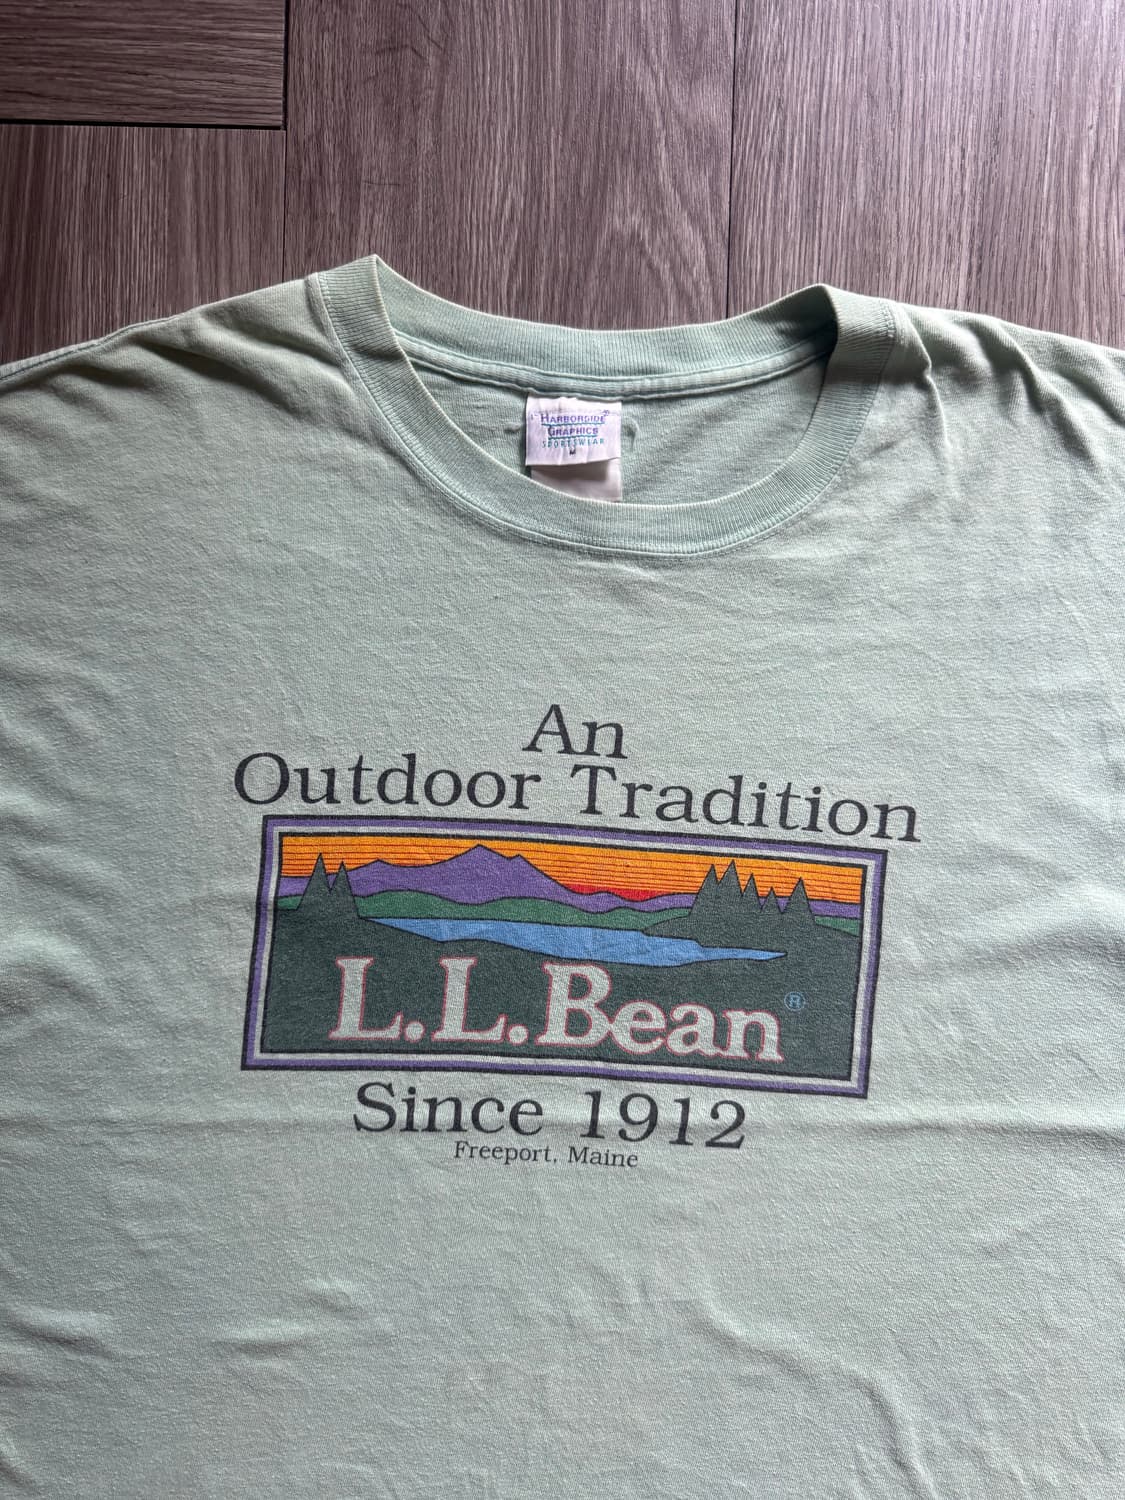 HARBORSIDE®
GRAPHICS
SPORTSWEAR
M
An
Outdoor Tradition
L.L.Bean®
Since 1912
Freeport, Maine